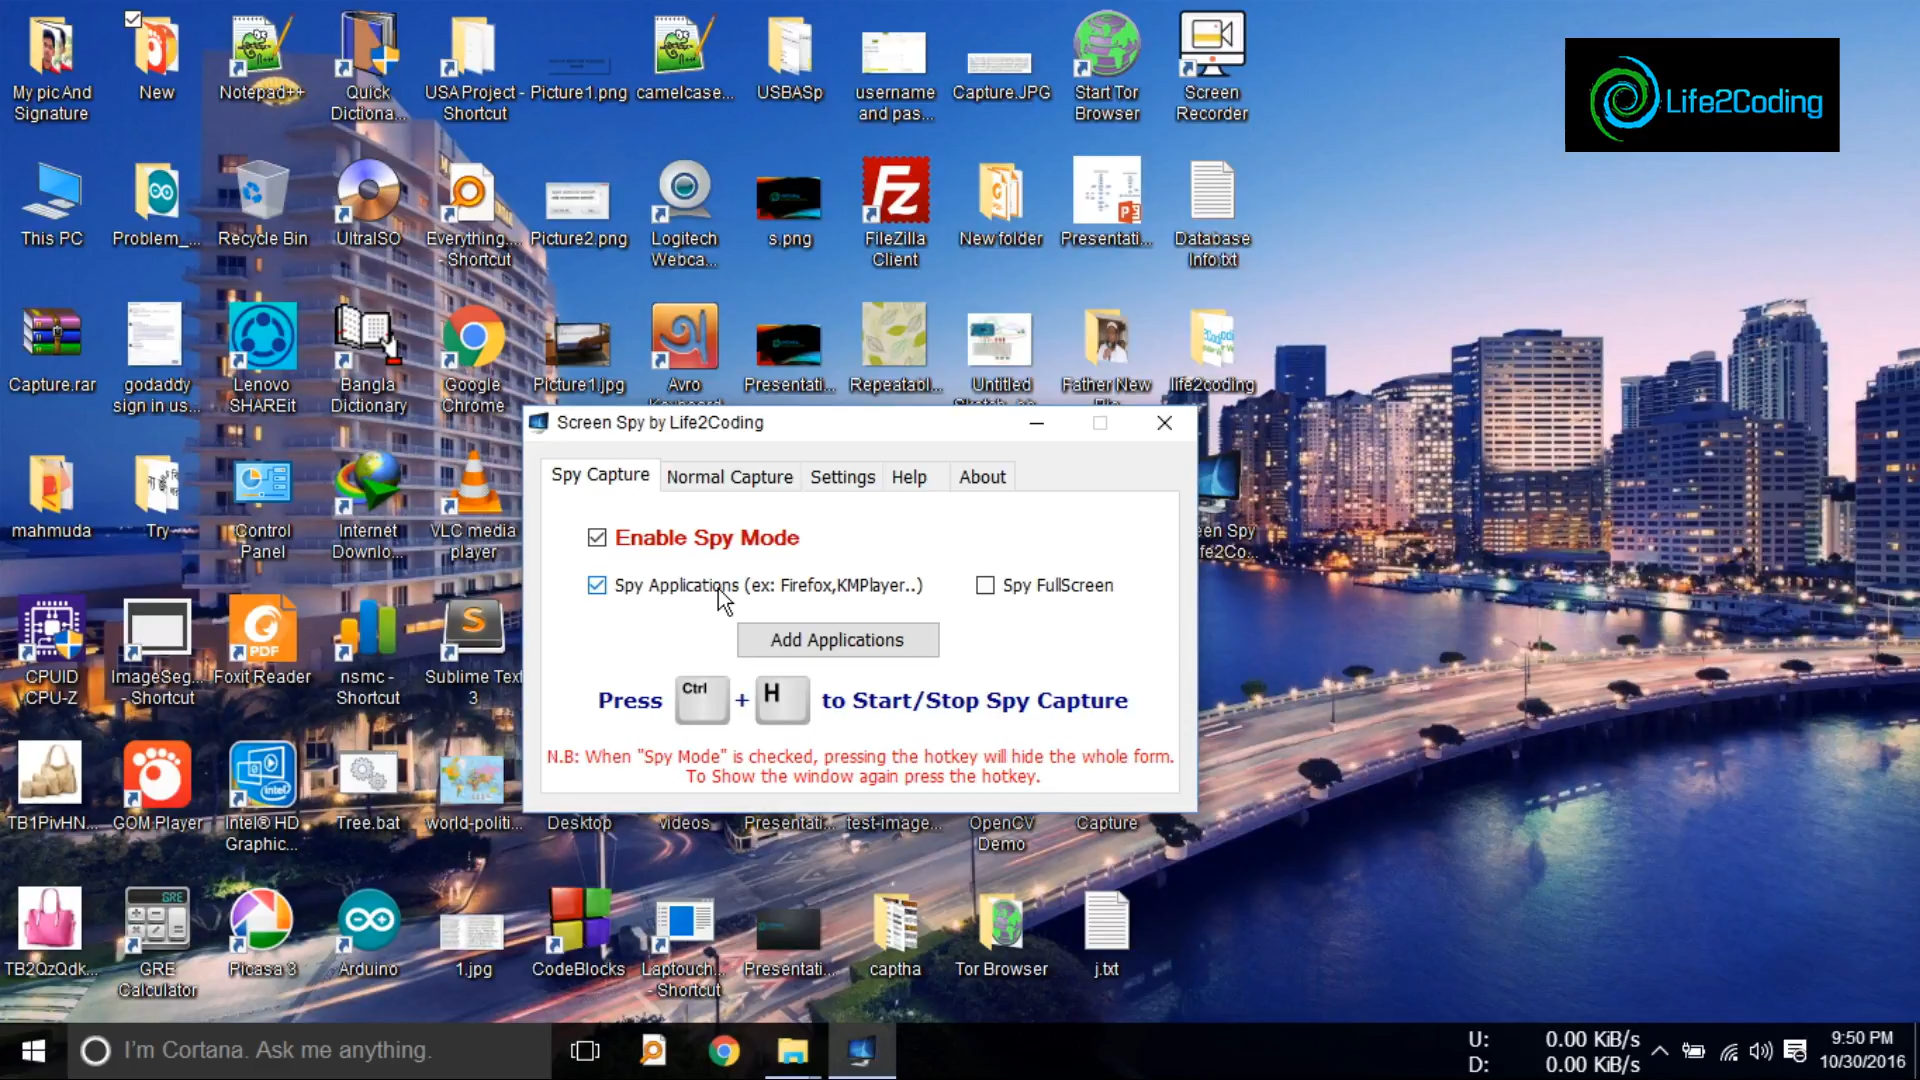 My pic And
Signature
New
Notepad++
Quick
Dictiona...
USA Project -
Shortcut
Picture1.png
camelcase...
USBASp
username
and pas...
Capture.JPG
Start Tor
Browser
Screen
Recorder
Life2Coding
This PC
Problem_...
Recycle Bin
UltraISO
Everything....
- Shortcut
Picture2.png
Logitech
Webca...
s.png
FileZilla
Client
New folder
Presentati...
Database
Info.txt
Capture.rar
godaddy
sign in us...
Lenovo
SHAREit
Bangla
Dictionary
Google
Chrome
Picture1.jpg
Avro
Presentati...
Repeatabl...
Untitled
Father New
life2coding
Screen Spy by Life2Coding
Spy Capture
Normal Capture
Settings
Help
About
Enable Spy Mode
Spy Applications (ex: Firefox,KMPlayer..)
Spy FullScreen
Add Applications
Press Ctrl + H to Start/Stop Spy Capture
N.B: When "Spy Mode" is checked, pressing the hotkey will hide the whole form.
To Show the window again press the hotkey.
mahmuda
Try
Control
Panel
Internet
Downlo...
VLC media
player
een Spy
fe2Co...
CPUID
CPU-Z
ImageSeg...
- Shortcut
PDF
Foxit Reader
nsmc -
Shortcut
Sublime Text
3
TB1PivHN...
GOM Player
intel
Intel® HD
Graphic...
Tree.bat
world-politi...
Desktop
videos
Presentati...
test-image...
OpenCV
Demo
Capture
TB2QzQdk...
GRE
GRE
Calculator
Picasa 3
Arduino
1.jpg
CodeBlocks
Laptouch...
- Shortcut
Presentati...
captha
Tor Browser
j.txt
I'm Cortana. Ask me anything.
U: 0.00 KiB/s
D: 0.00 KiB/s
9:50 PM
10/30/2016